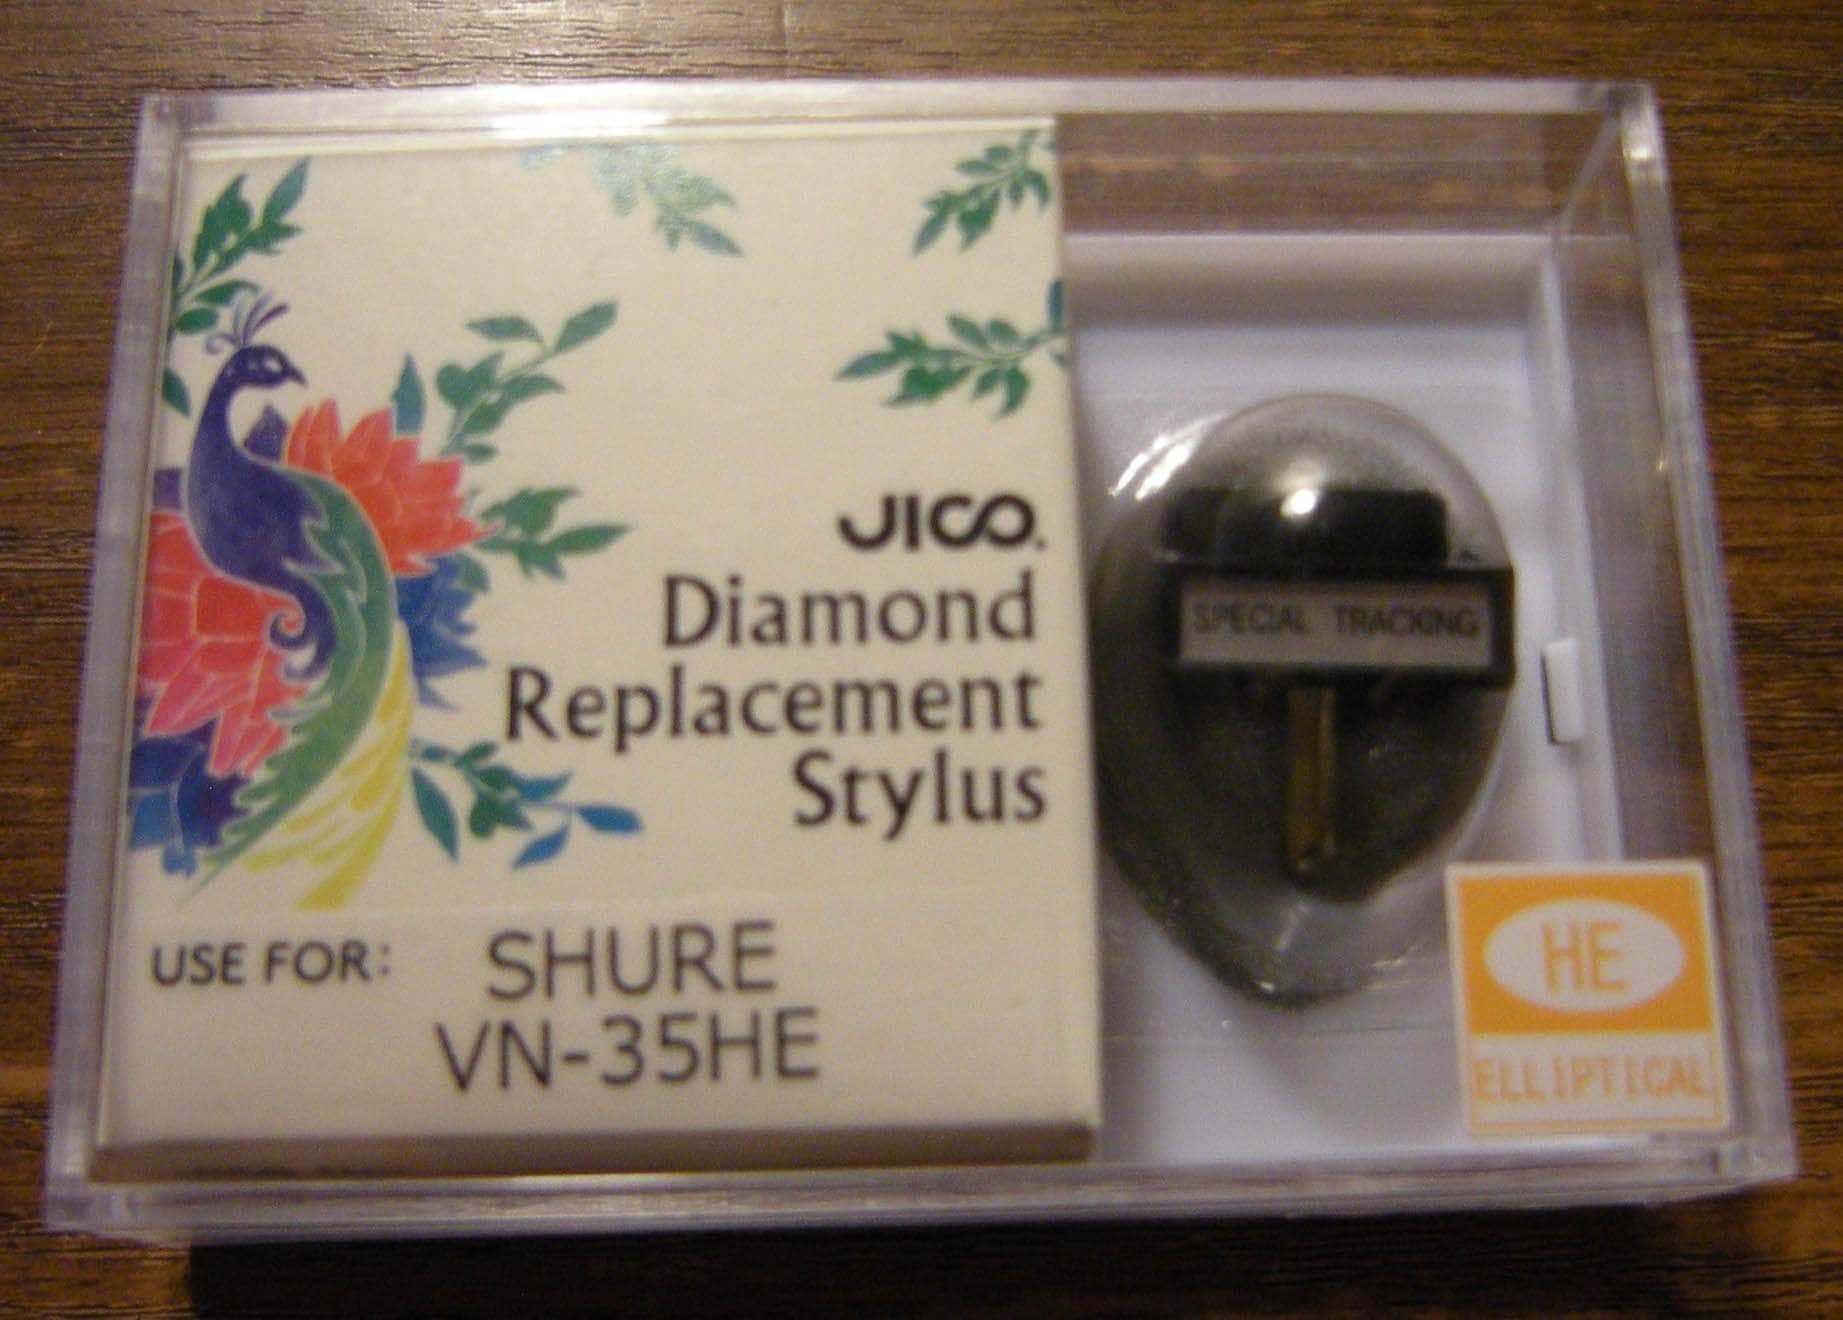 JICO.
Diamond
Replacement
Stylus
USE FOR: SHURE
VN-35HE
SPECIAL TRACKING
HE
ELLIPTICAL